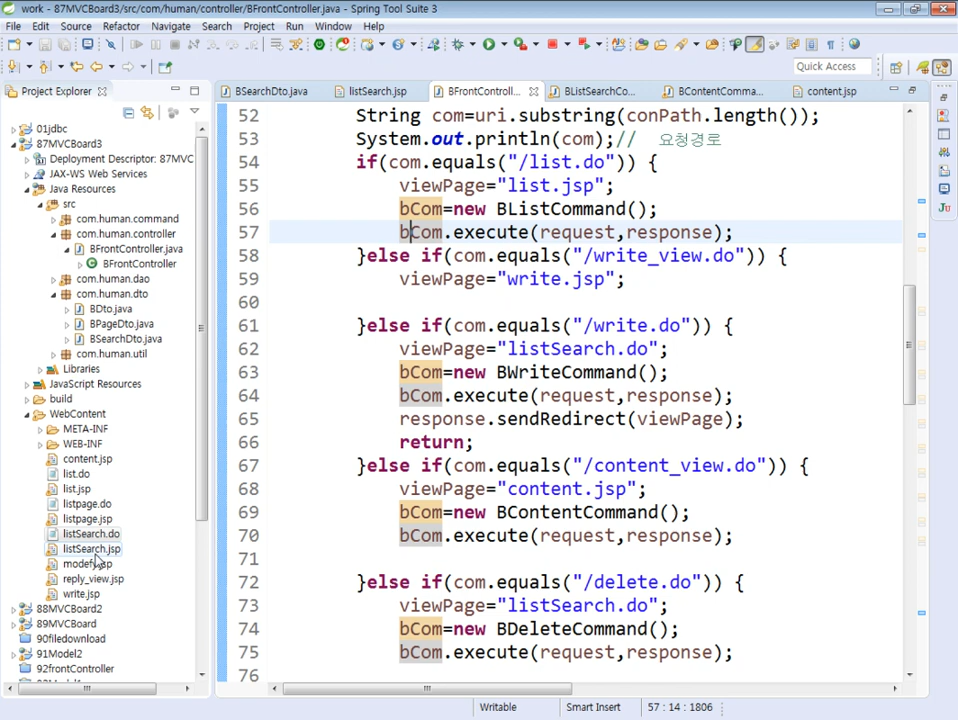 work - 87MVCBoard3/src/com/human/controller/BFrontController.java - Spring Tool Suite 3
File Edit Source Refactor Navigate Search Project Run Window Help
Quick Access
Project Explorer
BSearchDto.java
listSearch.jsp
BFrontControll...
BListSearchCo...
BContentComma...
content.jsp
01jdbc
87MVCBoard3
Deployment Descriptor: 87MVC
JAX-WS Web Services
Java Resources
src
com.human.command
com.human.controller
BFrontController.java
BFrontController
com.human.dao
com.human.dto
BDto.java
BPageDto.java
BSearchDto.java
com.human.util
Libraries
JavaScript Resources
build
WebContent
META-INF
WEB-INF
content.jsp
list.do
list.jsp
listpage.do
listpage.jsp
listSearch.do
listSearch.jsp
reply_view.jsp
write.jsp
88MVCBoard2
89MVCBoard
90filedownload
91Model2
92frontController
52 String com=uri.substring(conPath.length());
53 System.out.println(com);// 요청경로
54 if(com.equals("/list.do")) {
55 viewPage="list.jsp";
56 bCom=new BListCommand();
57 bCom.execute(request,response);
58 }else if(com.equals("/write_view.do")) {
59 viewPage="write.jsp";
60
61 }else if(com.equals("/write.do")) {
62 viewPage="listSearch.do";
63 bCom=new BWriteCommand();
64 bCom.execute(request,response);
65 response.sendRedirect(viewPage);
66 return;
67 }else if(com.equals("/content_view.do")) {
68 viewPage="content.jsp";
69 bCom=new BContentCommand();
70 bCom.execute(request,response);
71
72 }else if(com.equals("/delete.do")) {
73 viewPage="listSearch.do";
74 bCom=new BDeleteCommand();
75 bCom.execute(request,response);
76
Writable
Smart Insert
57 : 14 : 1806